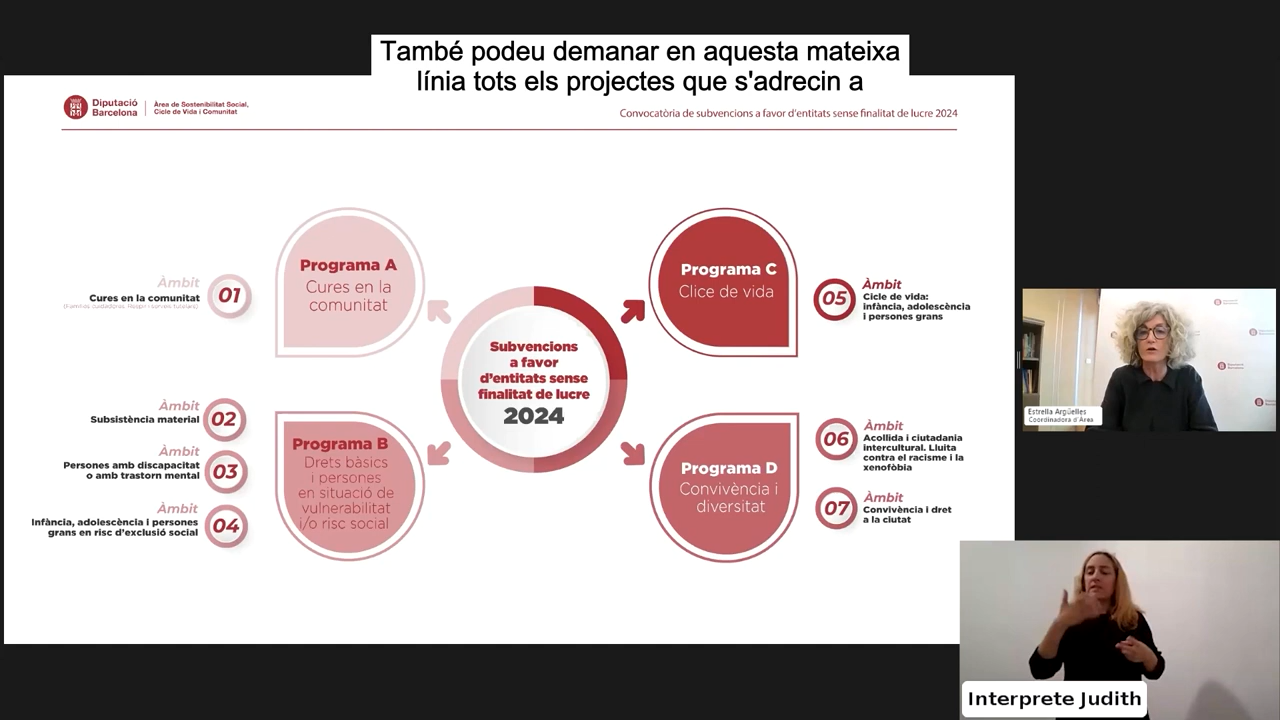 També podeu demanar en aquesta mateixa
línia tots els projectes que s'adrecin a
Diputació
Barcelona
Àrea de Sostenibilitat Social,
Cicle de Vida i Comunitat
Convocatòria de subvencions a favor d'entitats sense finalitat de lucre 2024
Àmbit
Cures en la comunitat
01
Programa A
Cures en la
comunitat
Àmbit
Subsistència material
02
Àmbit
Persones amb discapacitat
o amb trastorn mental
03
Àmbit
Infància, adolescència i persones
grans en risc d'exclusió social
04
Programa B
Drets bàsics
i persones
en situació de
vulnerabilitat
i/o risc social
Subvencions
a favor
d'entitats sense
finalitat de lucre
2024
Programa C
Clice de vida
05
Àmbit
Cicle de vida:
infància, adolescència
i persones grans
Programa D
Convivència i
diversitat
06
Àmbit
Acollida i ciutadania
intercultural. Lluita
contra el racisme i la
xenofòbia
07
Àmbit
Convivència i dret
a la ciutat
Estrella Argüelles
Coordinadora d'Àrea
Interprete Judith